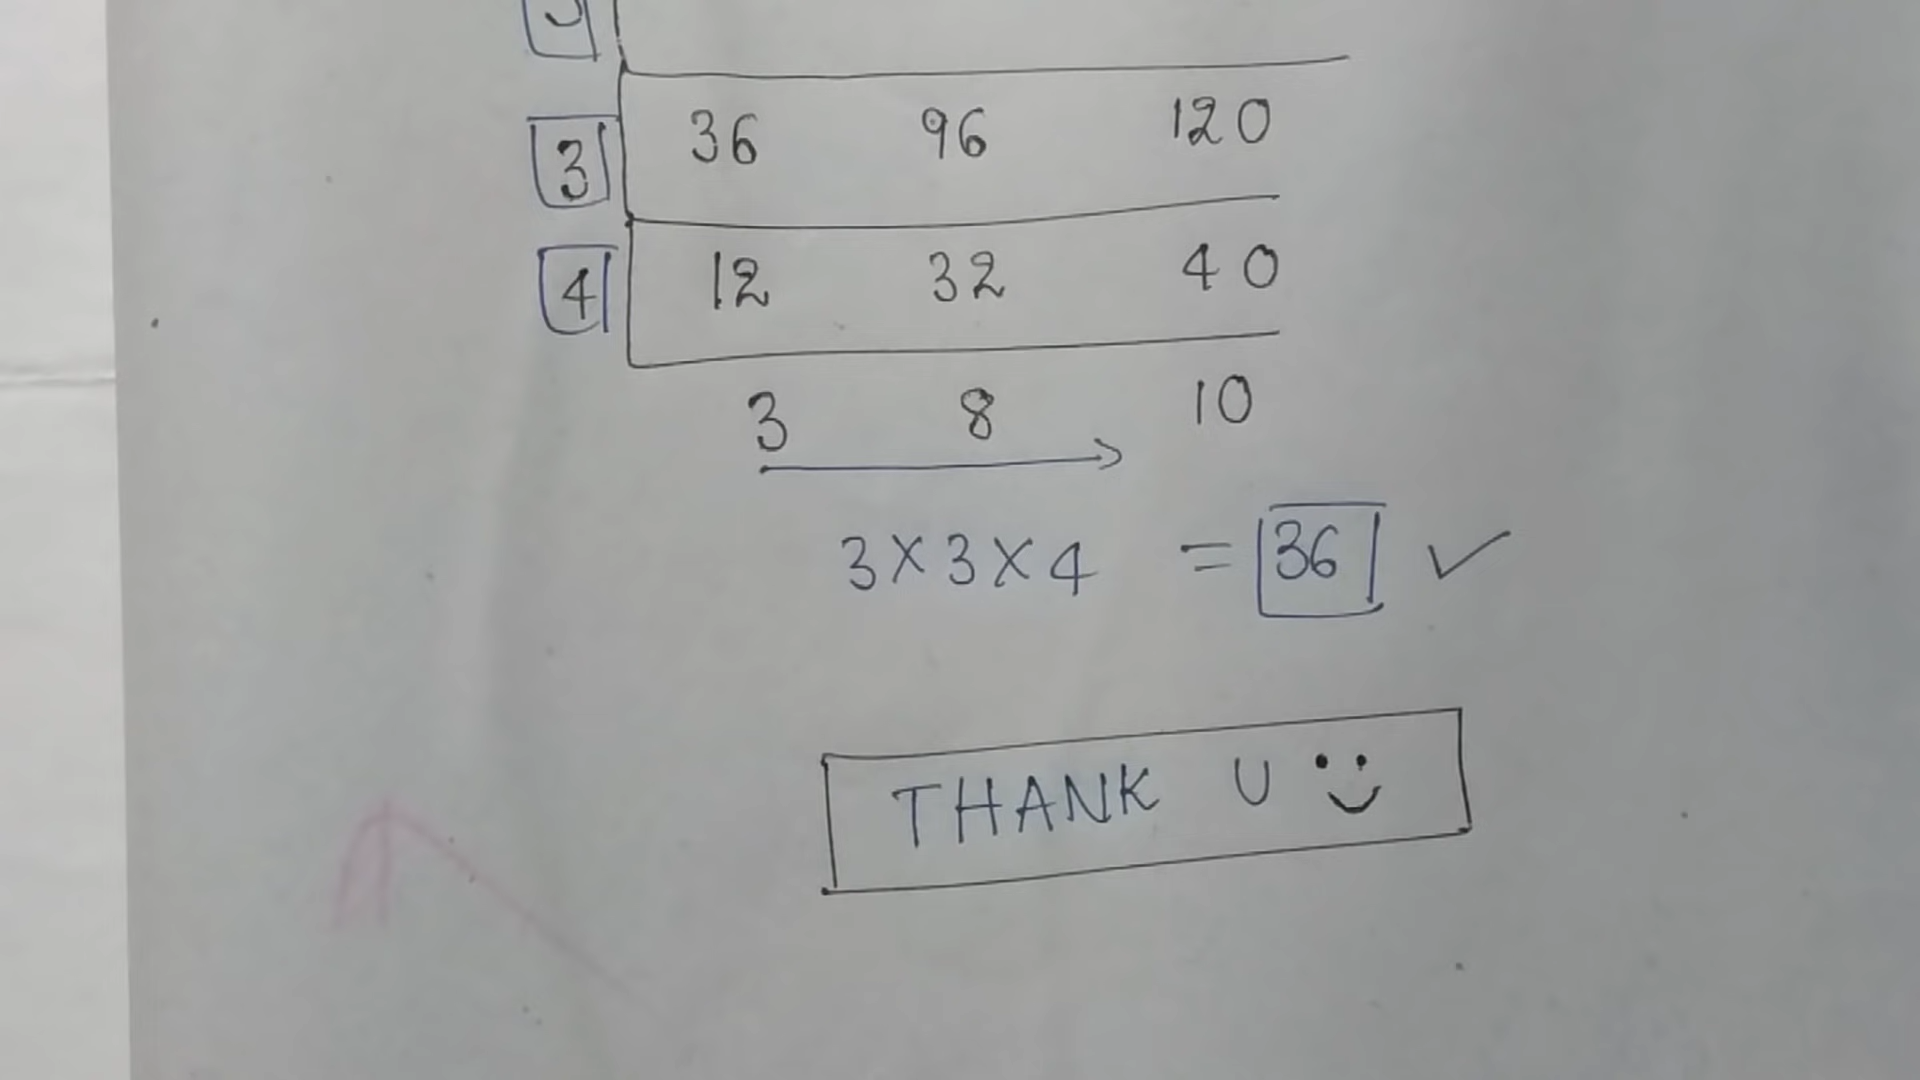 3 36 96 120
4 12 32 40
3 8 10
3 × 3 × 4 = 36 ✓
THANK U